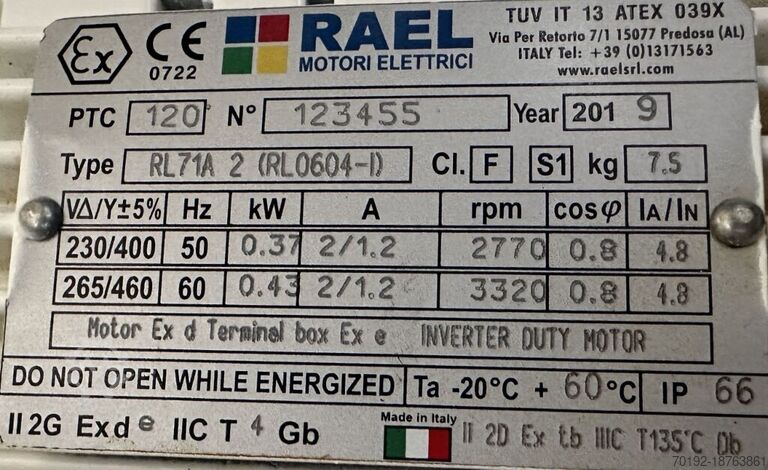 Ex CE 0722 RAEL MOTORI ELETTRICI
TUV IT 13 ATEX 039X
Via Per Retorto 7/1 15077 Predosa (AL)
ITALY Tel: +39 (0)13171563
www.raelsrl.com
PTC 120 N° 123455 Year 2019
Type RL71A 2 (RL0604-I) Cl. F S1 kg 7.5
VΔ/Y±5% Hz kW A rpm cosφ IA/IN
230/400 50 0.37 2/1.2 2770 0.8 4.8
265/460 60 0.43 2/1.2 3320 0.8 4.8
Motor Ex d Terminal box Ex e INVERTER DUTY MOTOR
DO NOT OPEN WHILE ENERGIZED Ta -20°C + 60°C IP 66
Made in Italy
II 2G Ex d e IIC T 4 Gb II 2D Ex tb IIIC T135°C Db
70192-18763861